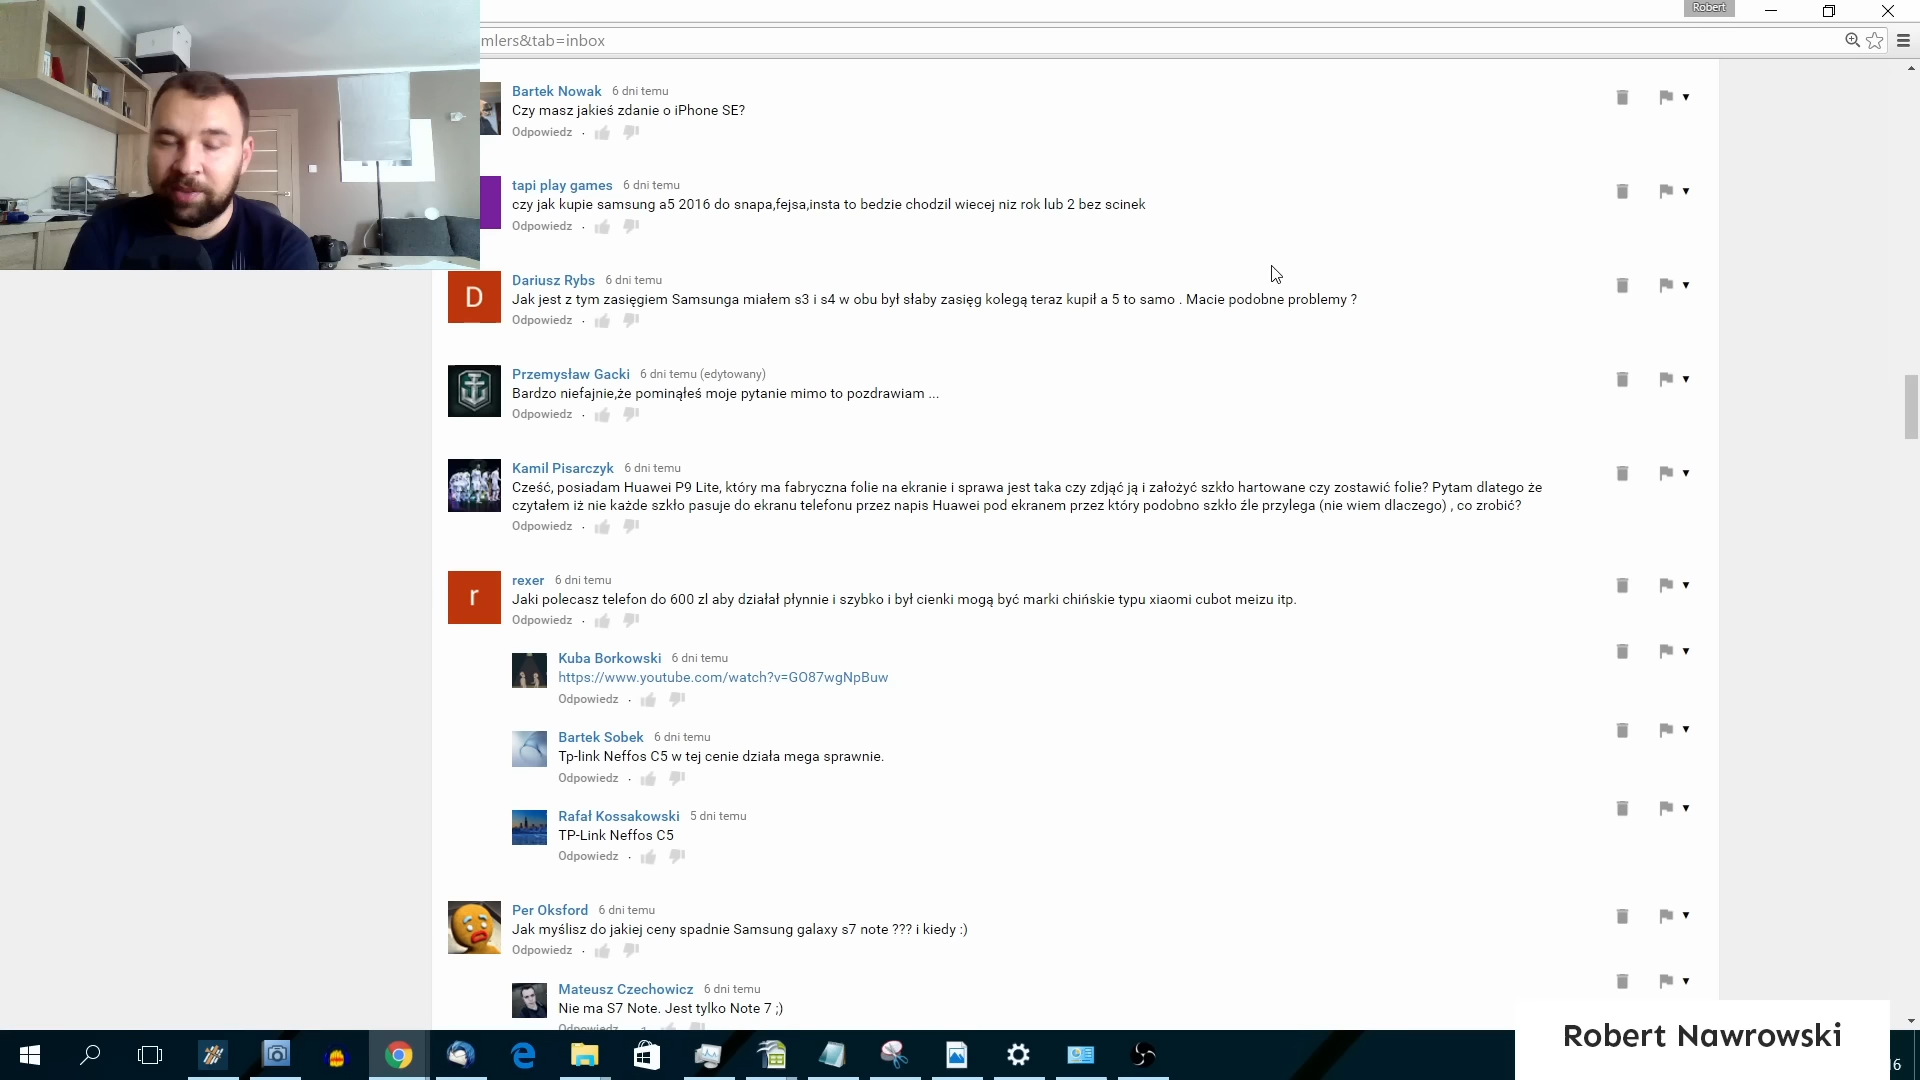 Robert
mlers&tab=inbox
Bartek Nowak 6 dni temu
Czy masz jakieś zdanie o iPhone SE?
Odpowiedz
tapi play games 6 dni temu
czy jak kupie samsung a5 2016 do snapa,fejsa,insta to bedzie chodzil wiecej niz rok lub 2 bez scinek
Odpowiedz
D
Dariusz Rybs 6 dni temu
Jak jest z tym zasięgiem Samsunga miałem s3 i s4 w obu był słaby zasięg kolegą teraz kupił a 5 to samo . Macie podobne problemy ?
Odpowiedz
Przemysław Gacki 6 dni temu (edytowany)
Bardzo niefajnie,że pominąłeś moje pytanie mimo to pozdrawiam ...
Odpowiedz
Kamil Pisarczyk 6 dni temu
Cześć, posiadam Huawei P9 Lite, który ma fabryczna folie na ekranie i sprawa jest taka czy zdjąć ją i założyć szkło hartowane czy zostawić folie? Pytam dlatego że
czytałem iż nie każde szkło pasuje do ekranu telefonu przez napis Huawei pod ekranem przez który podobno szkło źle przylega (nie wiem dlaczego) , co zrobić?
Odpowiedz
r
rexer 6 dni temu
Jaki polecasz telefon do 600 zl aby działał płynnie i szybko i był cienki mogą być marki chińskie typu xiaomi cubot meizu itp.
Odpowiedz
Kuba Borkowski 6 dni temu
https://www.youtube.com/watch?v=GO87wgNpBuw
Odpowiedz
Bartek Sobek 6 dni temu
Tp-link Neffos C5 w tej cenie działa mega sprawnie.
Odpowiedz
Rafał Kossakowski 5 dni temu
TP-Link Neffos C5
Odpowiedz
Per Oksford 6 dni temu
Jak myślisz do jakiej ceny spadnie Samsung galaxy s7 note ??? i kiedy :)
Odpowiedz
Mateusz Czechowicz 6 dni temu
Nie ma S7 Note. Jest tylko Note 7 ;)
Odpowiedz 1
Robert Nawrowski
16